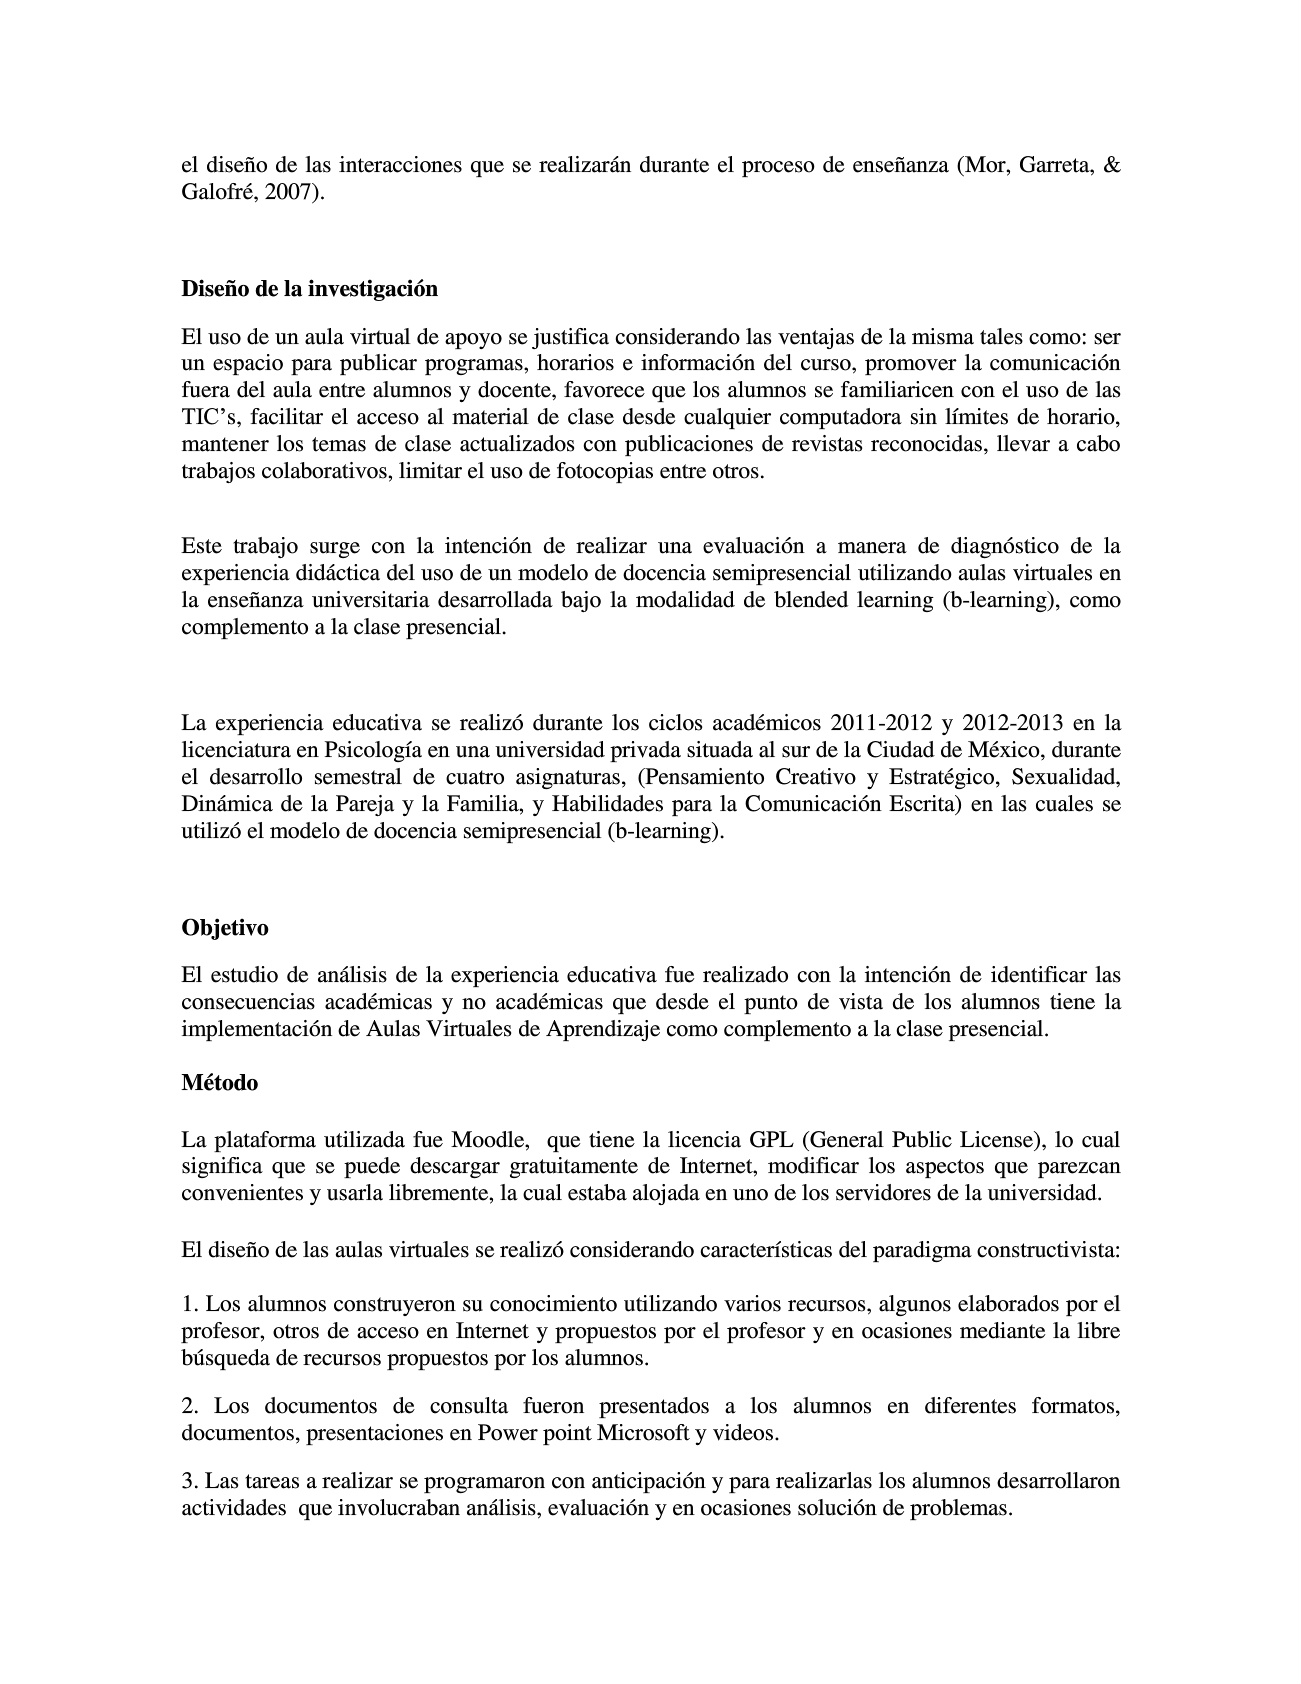 el diseño de las interacciones que se realizarán durante el proceso de enseñanza (Mor, Garreta, &
Galofré, 2007).
Diseño de la investigación
El uso de un aula virtual de apoyo se justifica considerando las ventajas de la misma tales como: ser
un espacio para publicar programas, horarios e información del curso, promover la comunicación
fuera del aula entre alumnos y docente, favorece que los alumnos se familiaricen con el uso de las
TIC’s, facilitar el acceso al material de clase desde cualquier computadora sin límites de horario,
mantener los temas de clase actualizados con publicaciones de revistas reconocidas, llevar a cabo
trabajos colaborativos, limitar el uso de fotocopias entre otros.
Este trabajo surge con la intención de realizar una evaluación a manera de diagnóstico de la
experiencia didáctica del uso de un modelo de docencia semipresencial utilizando aulas virtuales en
la enseñanza universitaria desarrollada bajo la modalidad de blended learning (b-learning), como
complemento a la clase presencial.
La experiencia educativa se realizó durante los ciclos académicos 2011-2012 y 2012-2013 en la
licenciatura en Psicología en una universidad privada situada al sur de la Ciudad de México, durante
el desarrollo semestral de cuatro asignaturas, (Pensamiento Creativo y Estratégico, Sexualidad,
Dinámica de la Pareja y la Familia, y Habilidades para la Comunicación Escrita) en las cuales se
utilizó el modelo de docencia semipresencial (b-learning).
Objetivo
El estudio de análisis de la experiencia educativa fue realizado con la intención de identificar las
consecuencias académicas y no académicas que desde el punto de vista de los alumnos tiene la
implementación de Aulas Virtuales de Aprendizaje como complemento a la clase presencial.
Método
La plataforma utilizada fue Moodle,  que tiene la licencia GPL (General Public License), lo cual
significa que se puede descargar gratuitamente de Internet, modificar los aspectos que parezcan
convenientes y usarla libremente, la cual estaba alojada en uno de los servidores de la universidad.
El diseño de las aulas virtuales se realizó considerando características del paradigma constructivista:
1. Los alumnos construyeron su conocimiento utilizando varios recursos, algunos elaborados por el
profesor, otros de acceso en Internet y propuestos por el profesor y en ocasiones mediante la libre
búsqueda de recursos propuestos por los alumnos.
2. Los documentos de consulta fueron presentados a los alumnos en diferentes formatos,
documentos, presentaciones en Power point Microsoft y videos.
3. Las tareas a realizar se programaron con anticipación y para realizarlas los alumnos desarrollaron
actividades  que involucraban análisis, evaluación y en ocasiones solución de problemas.